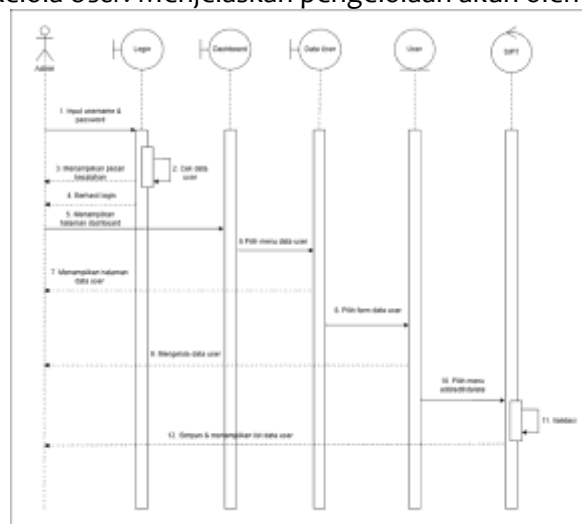 kelola user. Menjelaskan pengelolaan akun oleh
Login
Dashboard
Data User
User
SIPT
Admin
1. Input username &
password
2. Cek data
user
3. Menampilkan pesan
kesalahan
4. Berhasil login
5. Menampilkan
halaman dashboard
6 Pilih menu data user
7. Menampilkan halaman
data user
8. Pilih form data user
9. Mengelola data user
10. Pilih menu
add/edit/delete
11. Validasi
12. Simpan & menampilkan list data user